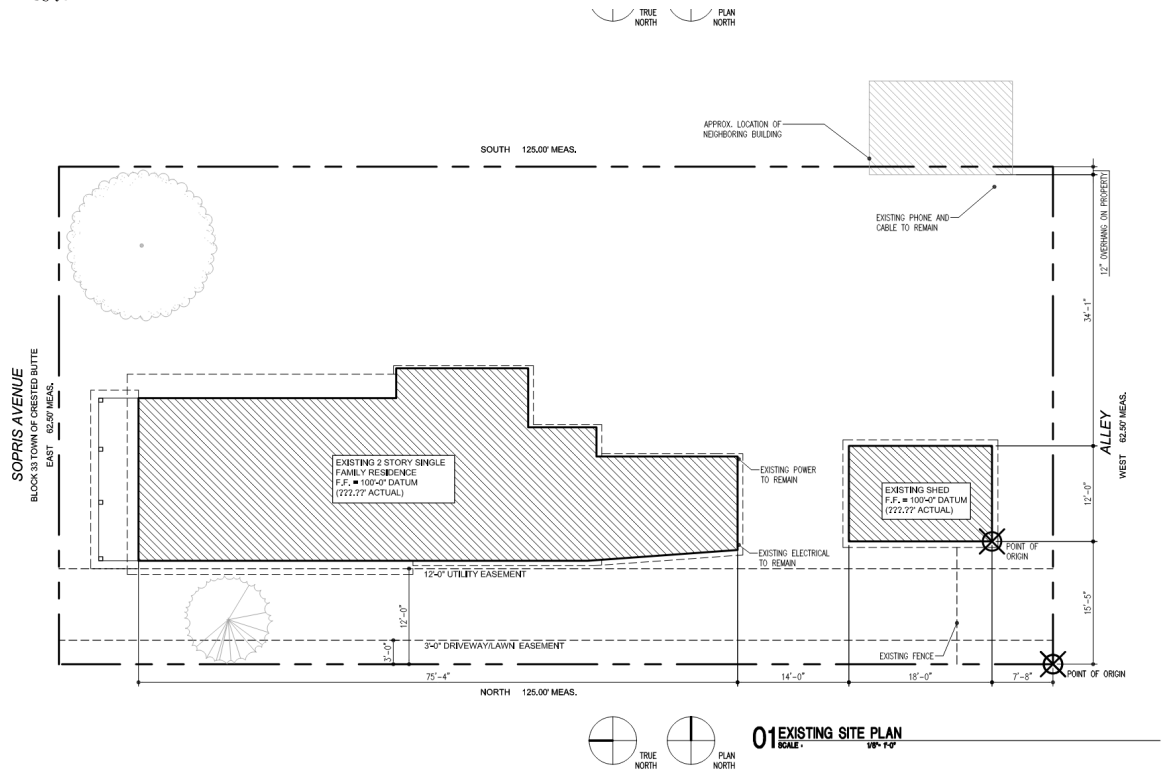 TRUE
NORTH
PLAN
NORTH
APPROX. LOCATION OF
NEIGHBORING BUILDING
SOUTH 125.00' MEAS.
EXISTING PHONE AND
CABLE TO REMAIN
12" OVERHANG ON PROPERTY
34'-1"
SOPRIS AVENUE
BLOCK 33 TOWN OF CRESTED BUTTE
EAST 62.50' MEAS.
ALLEY
WEST 62.50' MEAS.
EXISTING 2 STORY SINGLE
FAMILY RESIDENCE
F.F. = 100'-0" DATUM
(???.??' ACTUAL)
EXISTING POWER
TO REMAIN
EXISTING SHED
F.F. = 100'-0" DATUM
(???.??' ACTUAL)
12'-0"
POINT OF
ORIGIN
EXISTING ELECTRICAL
TO REMAIN
12'-0" UTILITY EASEMENT
12'-0"
15'-5"
3'-0"
3'-0" DRIVEWAY/LAWN EASEMENT
EXISTING FENCE
POINT OF ORIGIN
75'-4"
14'-0"
18'-0"
7'-8"
NORTH 125.00' MEAS.
TRUE
NORTH
PLAN
NORTH
01 EXISTING SITE PLAN
SCALE : 1/8"= 1'-0"